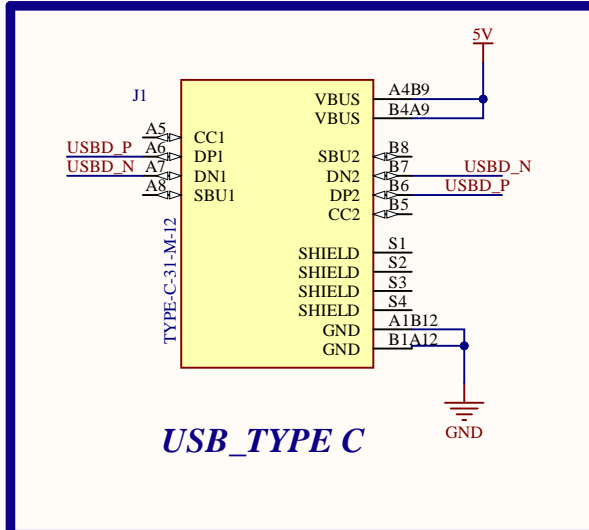 5V
J1
VBUS A4B9
VBUS B4A9
A5 CC1
USBD_P A6 DP1
SBU2 B8
USBD_N A7 DN1
DN2 B7 USBD_N
A8 SBU1
DP2 B6 USBD_P
CC2 B5
TYPE-C-31-M-12
SHIELD S1
SHIELD S2
SHIELD S3
SHIELD S4
GND A1B12
GND B1A12
GND
USB_TYPE C